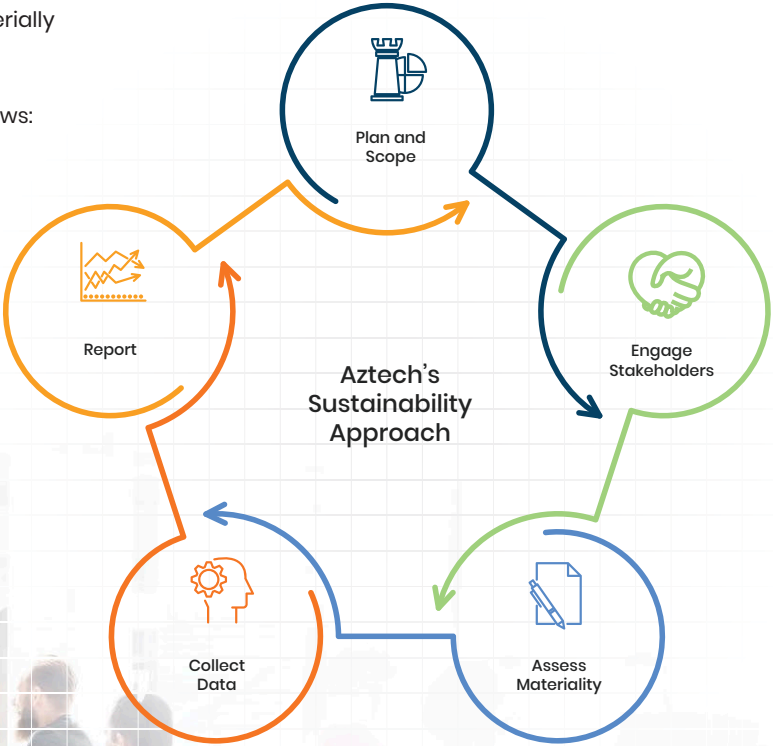 erially
ws:
Plan and
Scope
Engage
Stakeholders
Report
Aztech's
Sustainability
Approach
Collect
Data
Assess
Materiality